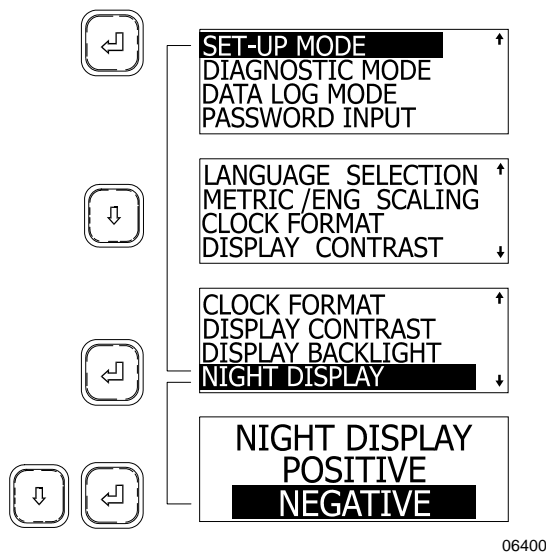 SET-UP MODE
DIAGNOSTIC MODE
DATA LOG MODE
PASSWORD INPUT
LANGUAGE SELECTION
METRIC /ENG SCALING
CLOCK FORMAT
DISPLAY CONTRAST
CLOCK FORMAT
DISPLAY CONTRAST
DISPLAY BACKLIGHT
NIGHT DISPLAY
NIGHT DISPLAY
POSITIVE
NEGATIVE
06400